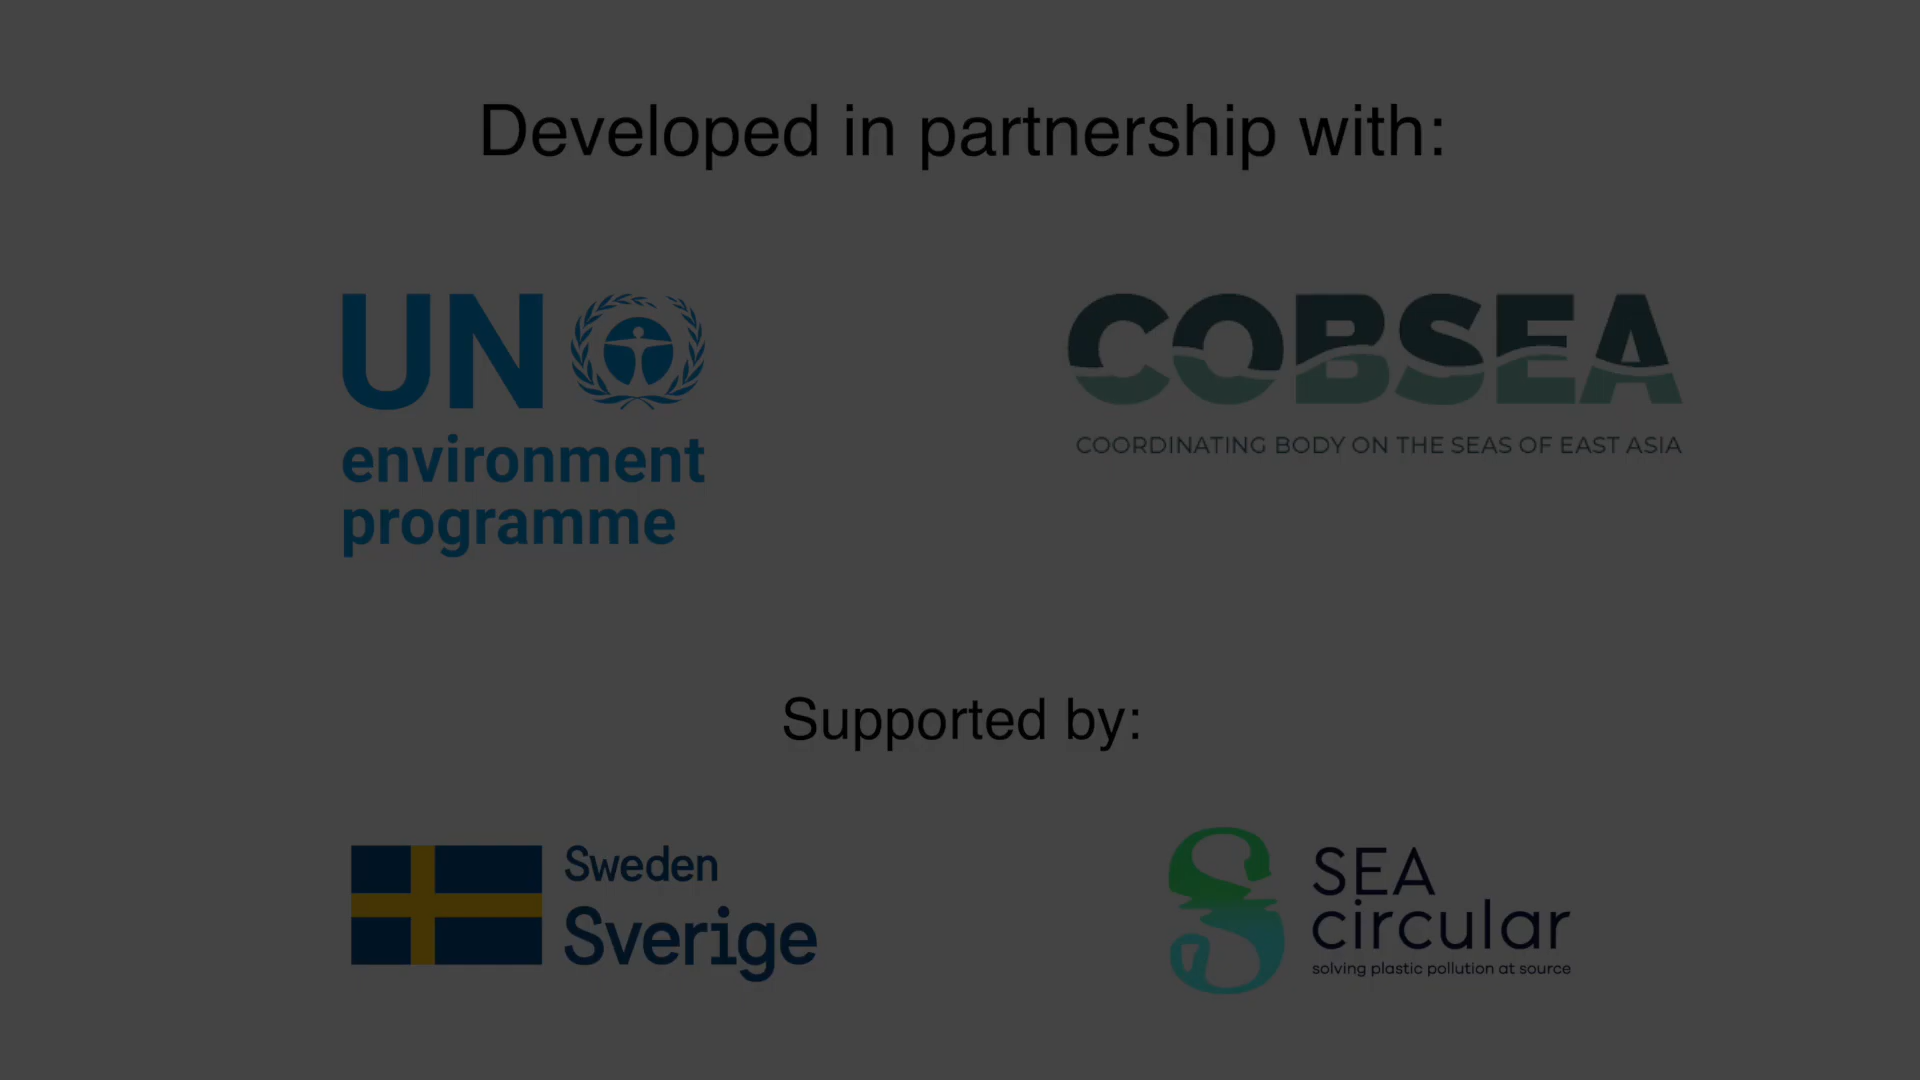 Developed in partnership with:
UN
environment
programme
COBSEA
COORDINATING BODY ON THE SEAS OF EAST ASIA
Supported by:
Sweden
Sverige
SEA
circular
solving plastic pollution at source